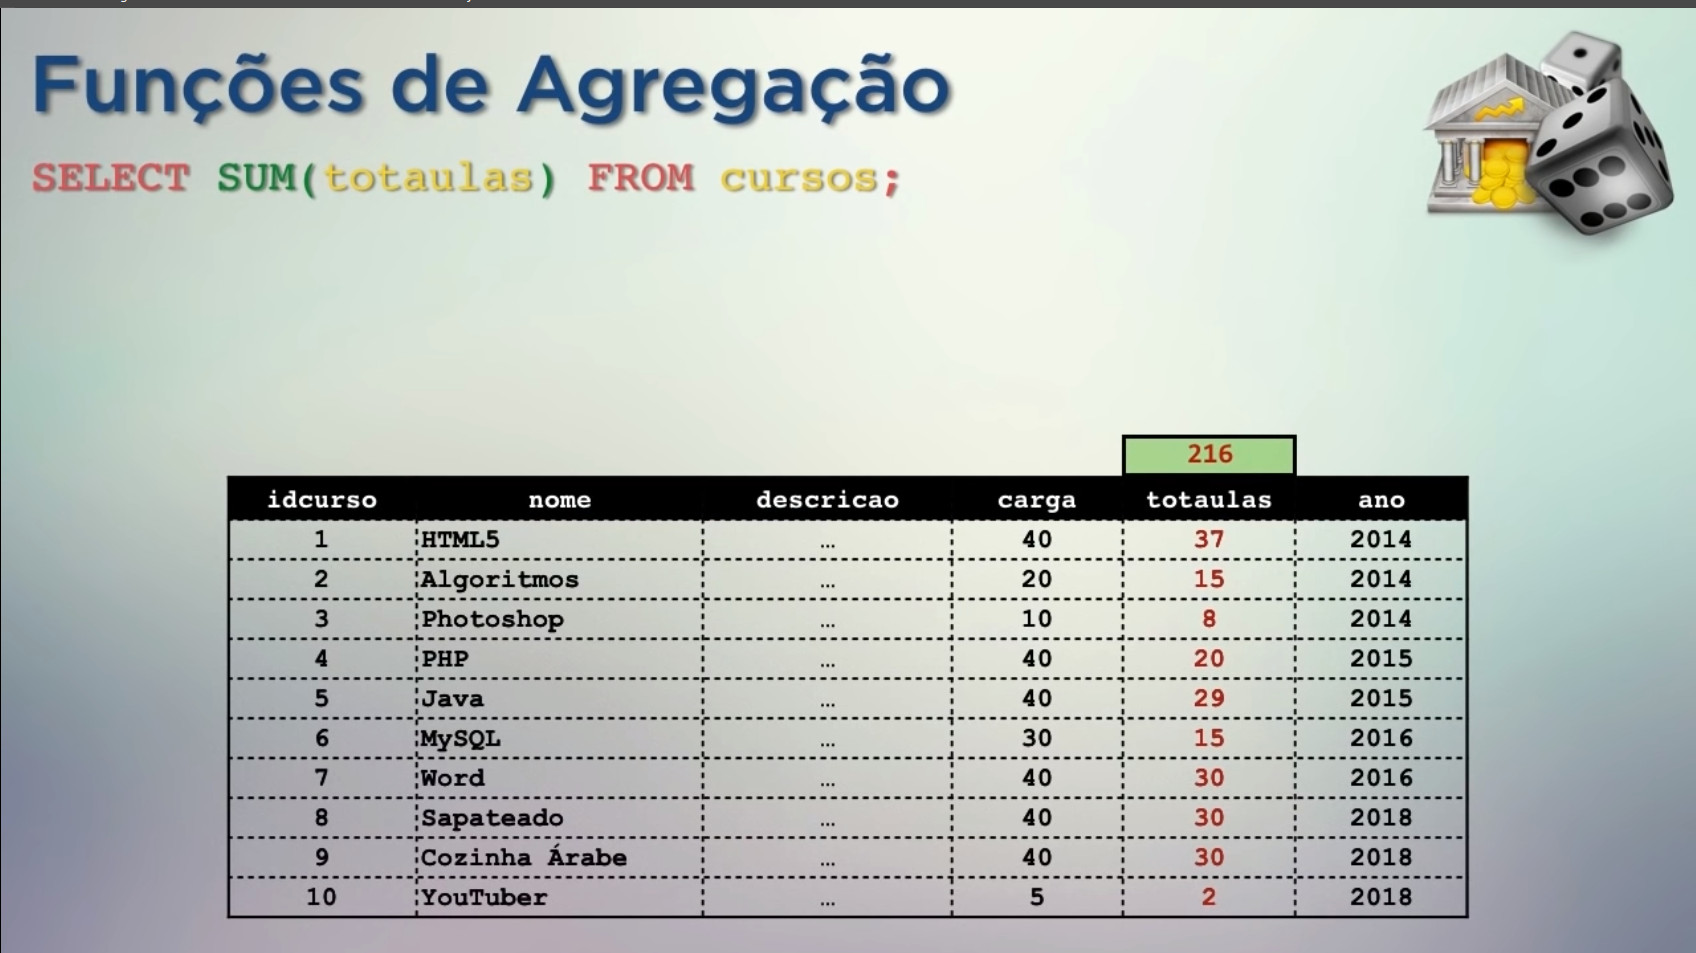 Funções de Agregação
SELECT SUM(totaulas) FROM cursos;
216
idcurso nome descricao carga totaulas ano
1 HTML5 … 40 37 2014
2 Algoritmos … 20 15 2014
3 Photoshop … 10 8 2014
4 PHP … 40 20 2015
5 Java … 40 29 2015
6 MySQL … 30 15 2016
7 Word … 40 30 2016
8 Sapateado … 40 30 2018
9 Cozinha Árabe … 40 30 2018
10 YouTuber … 5 2 2018